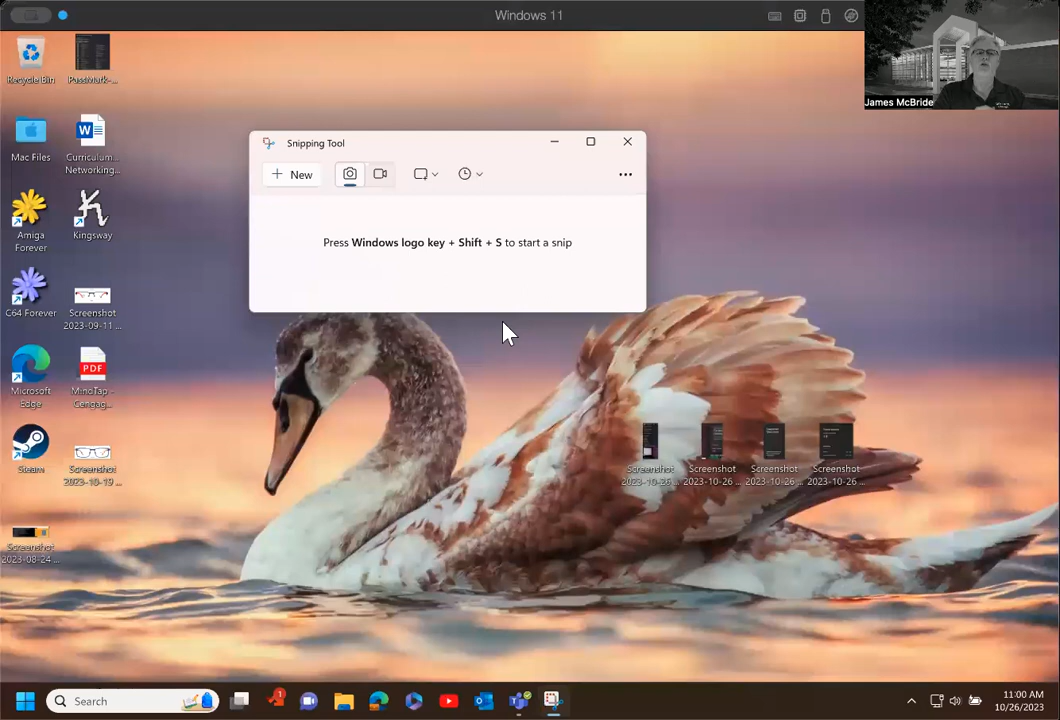 Windows 11
James McBride
Recycle Bin
PassMark-...
Mac Files
Curriculum...
Networking...
Amiga
Forever
Kingsway
C64 Forever
Screenshot
2023-09-11 ...
Microsoft
Edge
MindTap -
Cengag...
Steam
Screenshot
2023-10-19 ...
Screenshot
2023-08-24 ...
Snipping Tool
New
Press Windows logo key + Shift + S to start a snip
Screenshot
2023-10-26 ...
Screenshot
2023-10-26 ...
Screenshot
2023-10-26 ...
Screenshot
2023-10-26 ...
PDF
Search
1
11:00 AM
10/26/2023